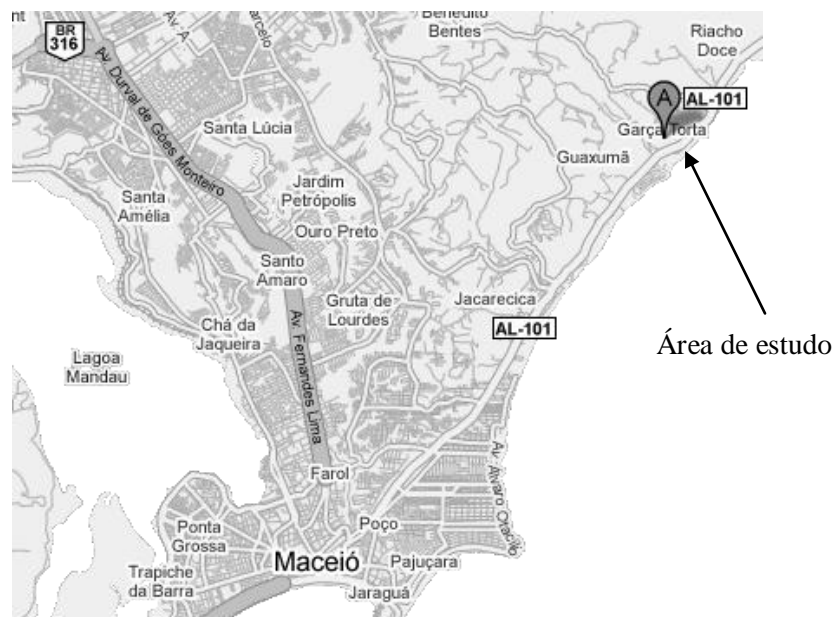 nt
BR
316
Av. A
arcelo
Benedito
Bentes
Riacho
Doce
Av. Durval de Góes Monteiro
A
AL-101
Santa Lúcia
Garça Torta
Guaxumã
Santa
Amélia
Jardim
Petrópolis
Ouro Preto
Santo
Amaro
Gruta de
Lourdes
Jacarecica
AL-101
Chá da
Jaqueira
Av. Fernandes Lima
Área de estudo
Lagoa
Mandau
Av Álvaro Otacílio
Farol
Ponta
Grossa
Poço
Maceió
Pajuçara
Trapiche
da Barra
Jaraguá